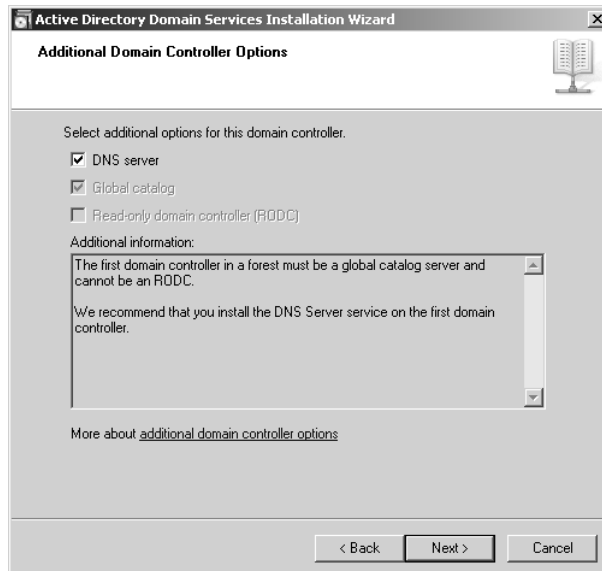 Active Directory Domain Services Installation Wizard
Additional Domain Controller Options
Select additional options for this domain controller.
DNS server
Global catalog
Read-only domain controller (RODC)
Additional information:
The first domain controller in a forest must be a global catalog server and
cannot be an RODC.
We recommend that you install the DNS Server service on the first domain
controller.
More about additional domain controller options
< Back
Next >
Cancel